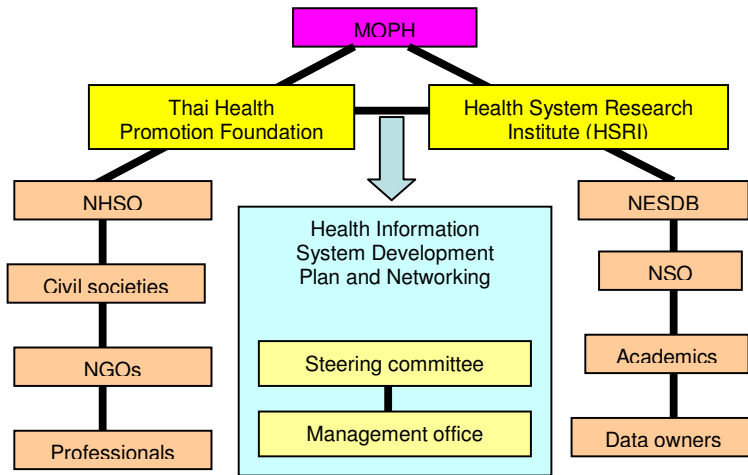 MOPH
Thai Health
Promotion Foundation
Health System Research
Institute (HSRI)
NHSO
Civil societies
NGOs
Professionals
Health Information
System Development
Plan and Networking
Steering committee
Management office
NESDB
NSO
Academics
Data owners